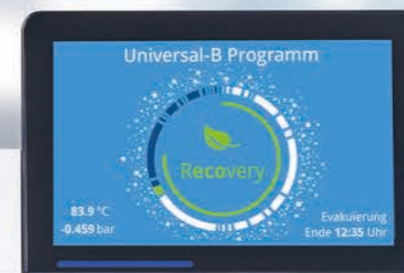 Universal-B Programm
Recovery
83.9 °C
-0.459 bar
Evakuierung
Ende 12:35 Uhr